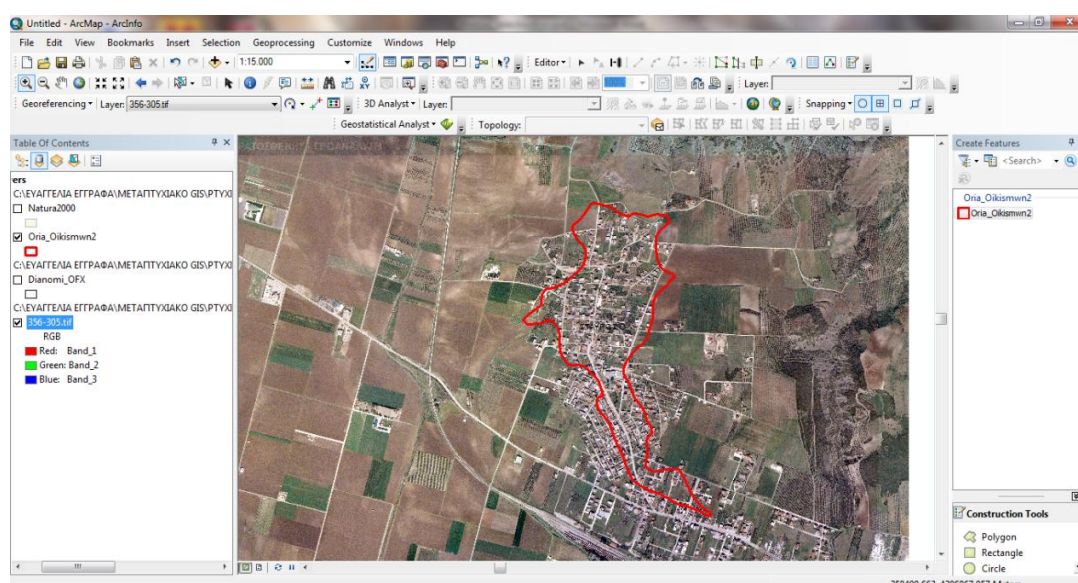 Untitled - ArcMap - ArcInfo
File Edit View Bookmarks Insert Selection Geoprocessing Customize Windows Help
1:15.000 Editor
Layer:
Georeferencing Layer: 356-305.tif 3D Analyst Layer: Snapping
Geostatistical Analyst Topology:
Table Of Contents
ers
C:\ΕΥΑΓΓΕΛΙΑ ΕΓΓΡΑΦΑ\ΜΕΤΑΠΤΥΧΙΑΚΟ GIS\PTYXI
Natura2000
Oria_Oikismwn2
C:\ΕΥΑΓΓΕΛΙΑ ΕΓΓΡΑΦΑ\ΜΕΤΑΠΤΥΧΙΑΚΟ GIS\PTYXI
Dianomi_OFX
C:\ΕΥΑΓΓΕΛΙΑ ΕΓΓΡΑΦΑ\ΜΕΤΑΠΤΥΧΙΑΚΟ GIS\PTYXI
356-305.tif
RGB
Red: Band_1
Green: Band_2
Blue: Band_3
Create Features
<Search>
Oria_Oikismwn2
Oria_Oikismwn2
Construction Tools
Polygon
Rectangle
Circle